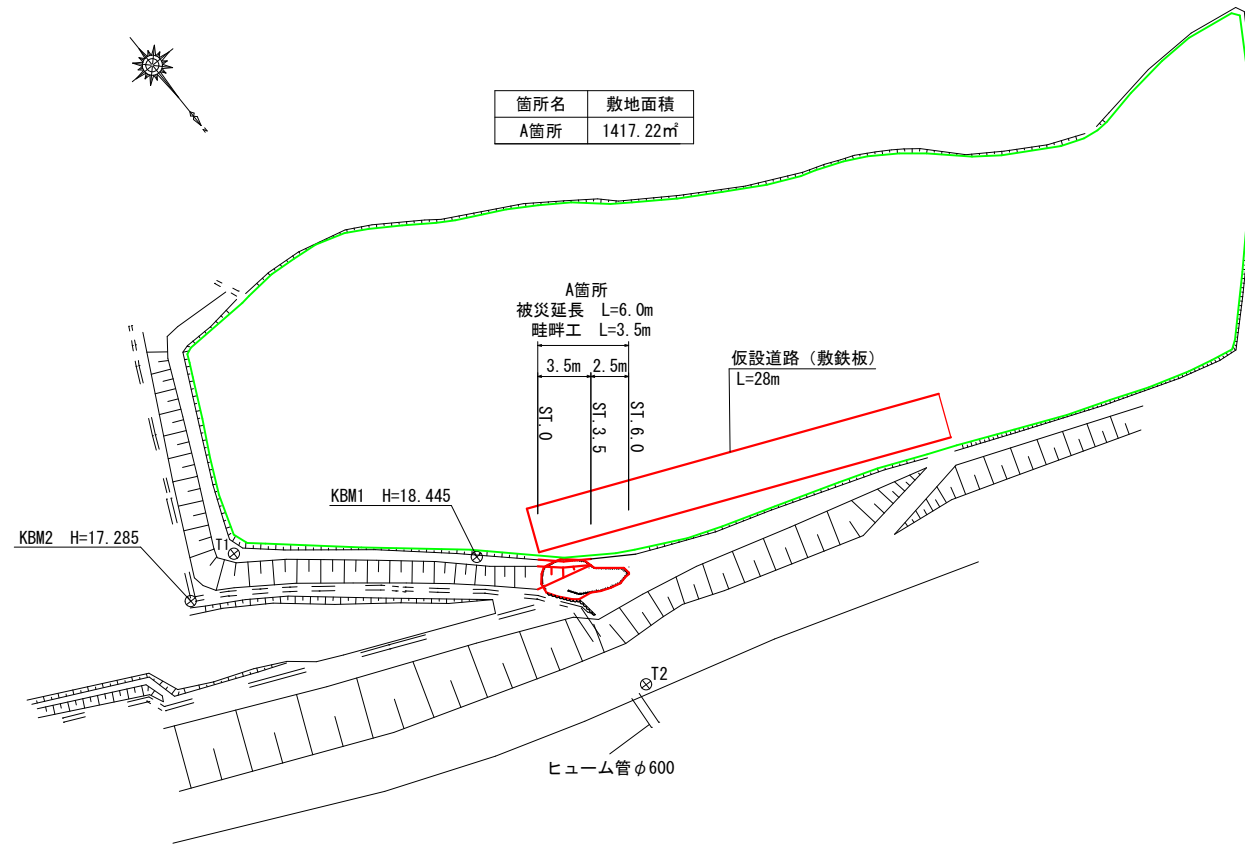 箇所名 敷地面積
A箇所 1417.22㎡
A箇所
被災延長 L=6.0m
畦畔工 L=3.5m
3.5m 2.5m
ST.0
ST.3.5
ST.6.0
仮設道路（敷鉄板）
L=28m
KBM1 H=18.445
KBM2 H=17.285
T1
T2
ヒューム管φ600